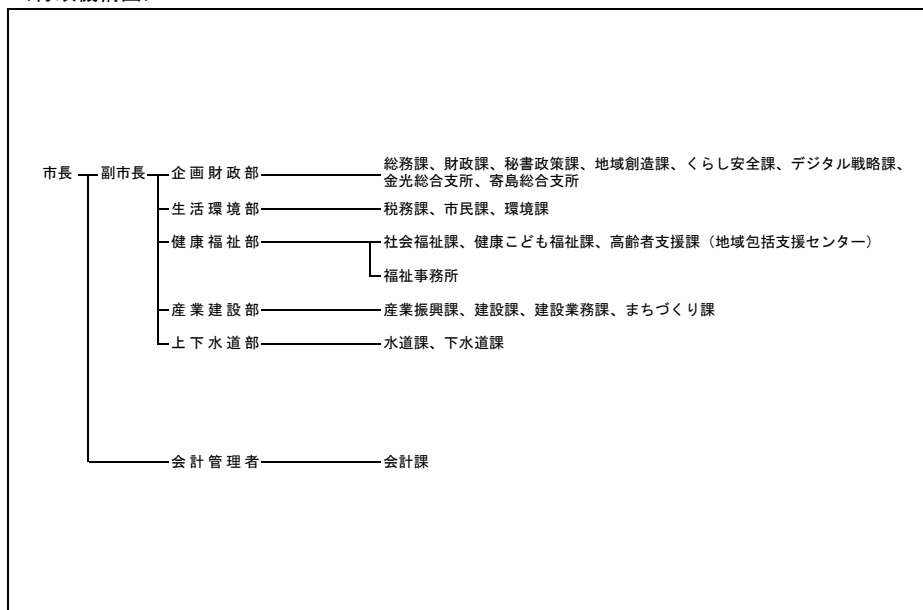 市長 副市長 企画財政部 総務課、財政課、秘書政策課、地域創造課、くらし安全課、デジタル戦略課、
金光総合支所、寄島総合支所
生活環境部 税務課、市民課、環境課
健康福祉部 社会福祉課、健康こども福祉課、高齢者支援課（地域包括支援センター）
福祉事務所
産業建設部 産業振興課、建設課、建設業務課、まちづくり課
上下水道部 水道課、下水道課
会計管理者 会計課